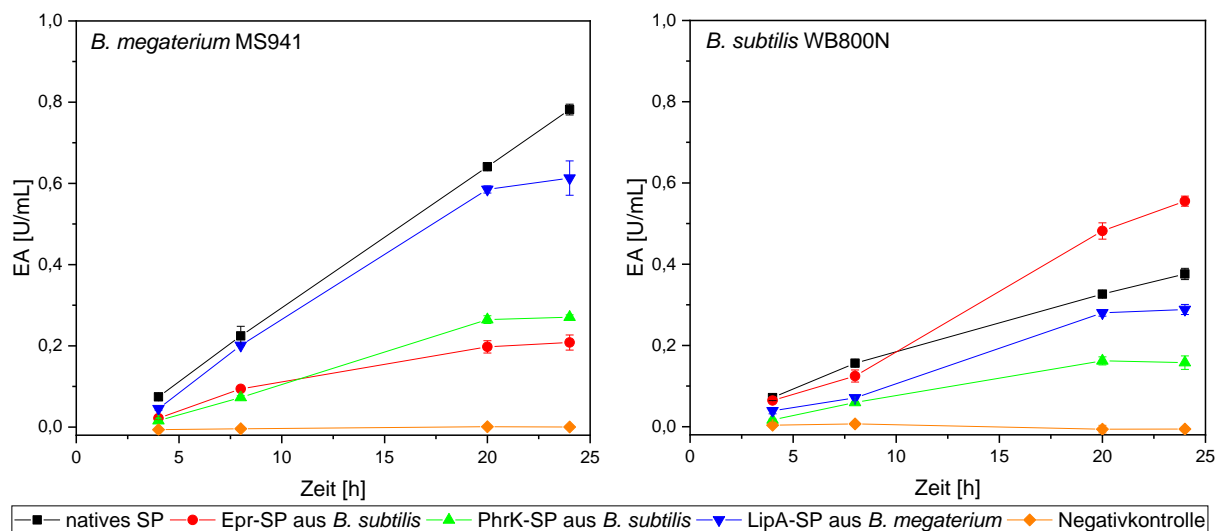 B. megaterium MS941
EA [U/mL]
1,0
0,8
0,6
0,4
0,2
0,0
0 5 10 15 20 25
Zeit [h]
B. subtilis WB800N
EA [U/mL]
1,0
0,8
0,6
0,4
0,2
0,0
0 5 10 15 20 25
Zeit [h]
natives SP Epr-SP aus B. subtilis PhrK-SP aus B. subtilis LipA-SP aus B. megaterium Negativkontrolle